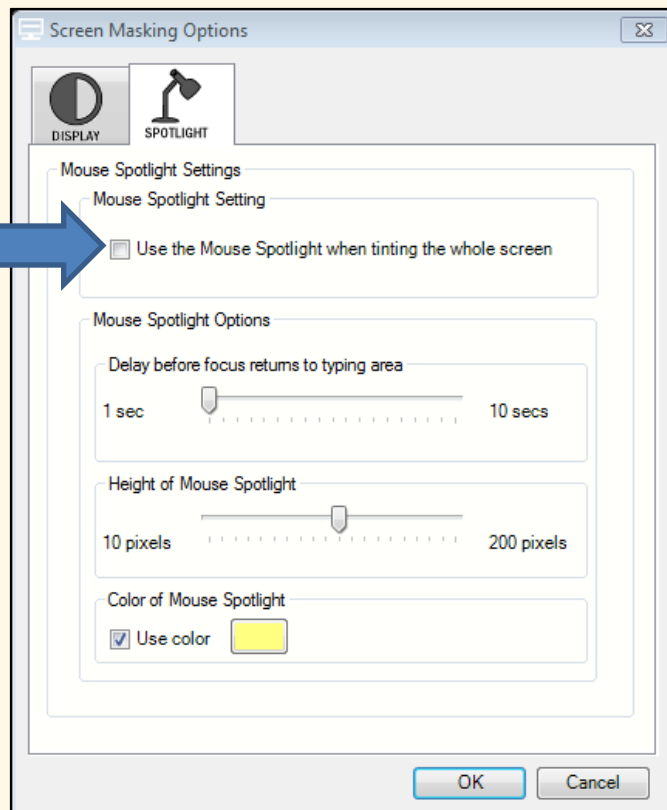 Screen Masking Options
DISPLAY SPOTLIGHT
Mouse Spotlight Settings
Mouse Spotlight Setting
Use the Mouse Spotlight when tinting the whole screen
Mouse Spotlight Options
Delay before focus returns to typing area
1 sec 10 secs
Height of Mouse Spotlight
10 pixels 200 pixels
Color of Mouse Spotlight
Use color
OK Cancel